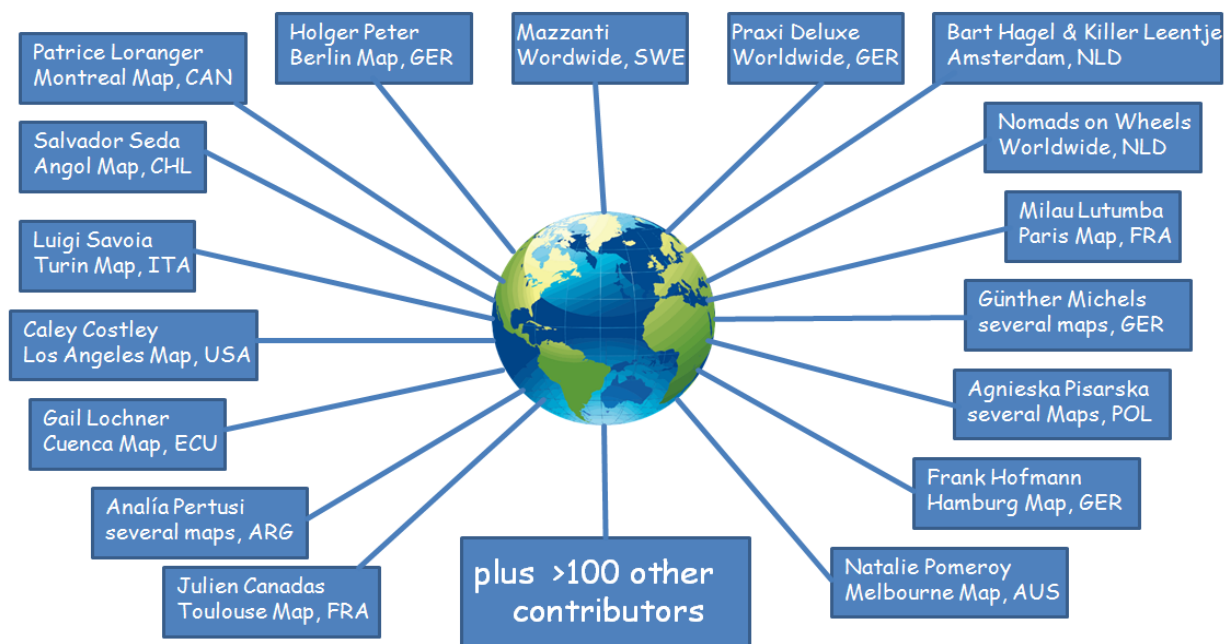 Patrice Loranger
Montreal Map, CAN
Holger Peter
Berlin Map, GER
Mazzanti
Wordwide, SWE
Praxi Deluxe
Worldwide, GER
Bart Hagel & Killer Leentje
Amsterdam, NLD
Salvador Seda
Angol Map, CHL
Nomads on Wheels
Worldwide, NLD
Luigi Savoia
Turin Map, ITA
Milau Lutumba
Paris Map, FRA
Caley Costley
Los Angeles Map, USA
Günther Michels
several maps, GER
Gail Lochner
Cuenca Map, ECU
Agnieska Pisarska
several Maps, POL
Analía Pertusi
several maps, ARG
Frank Hofmann
Hamburg Map, GER
Julien Canadas
Toulouse Map, FRA
plus >100 other
contributors
Natalie Pomeroy
Melbourne Map, AUS